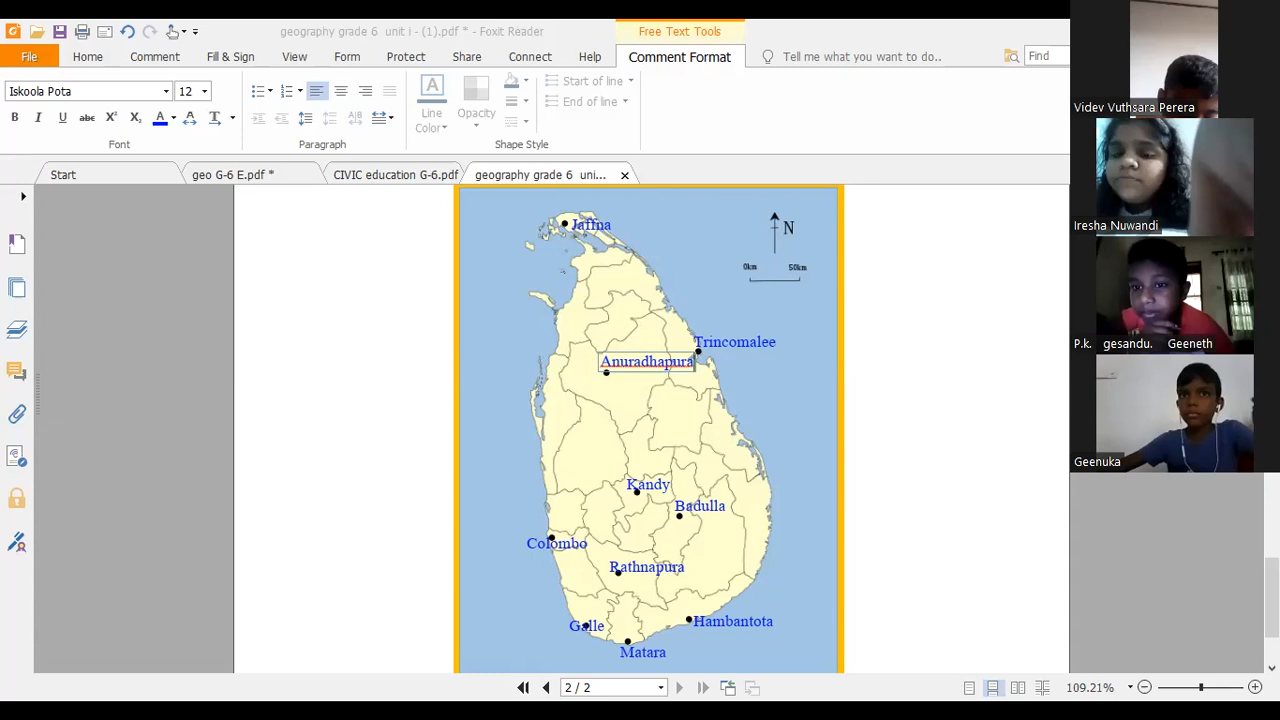 geography grade 6 unit i - (1).pdf * - Foxit Reader
Free Text Tools
File Home Comment Fill & Sign View Form Protect Share Connect Help Comment Format Tell me what you want to do.. Find
Iskoola Pota 12
Line Color Opacity
Start of line
End of line
Font Paragraph Shape Style
Start geo G-6 E.pdf * CIVIC education G-6.pdf geography grade 6 uni...
Jaffna
N
0km 50km
Trincomalee
Anuradhapura
Kandy
Badulla
Colombo
Rathnapura
Galle
Hambantota
Matara
2 / 2
109.21%
Videv Vuthsara Perera
Iresha Nuwandi
P.k. gesandu. Geeneth
Geenuka